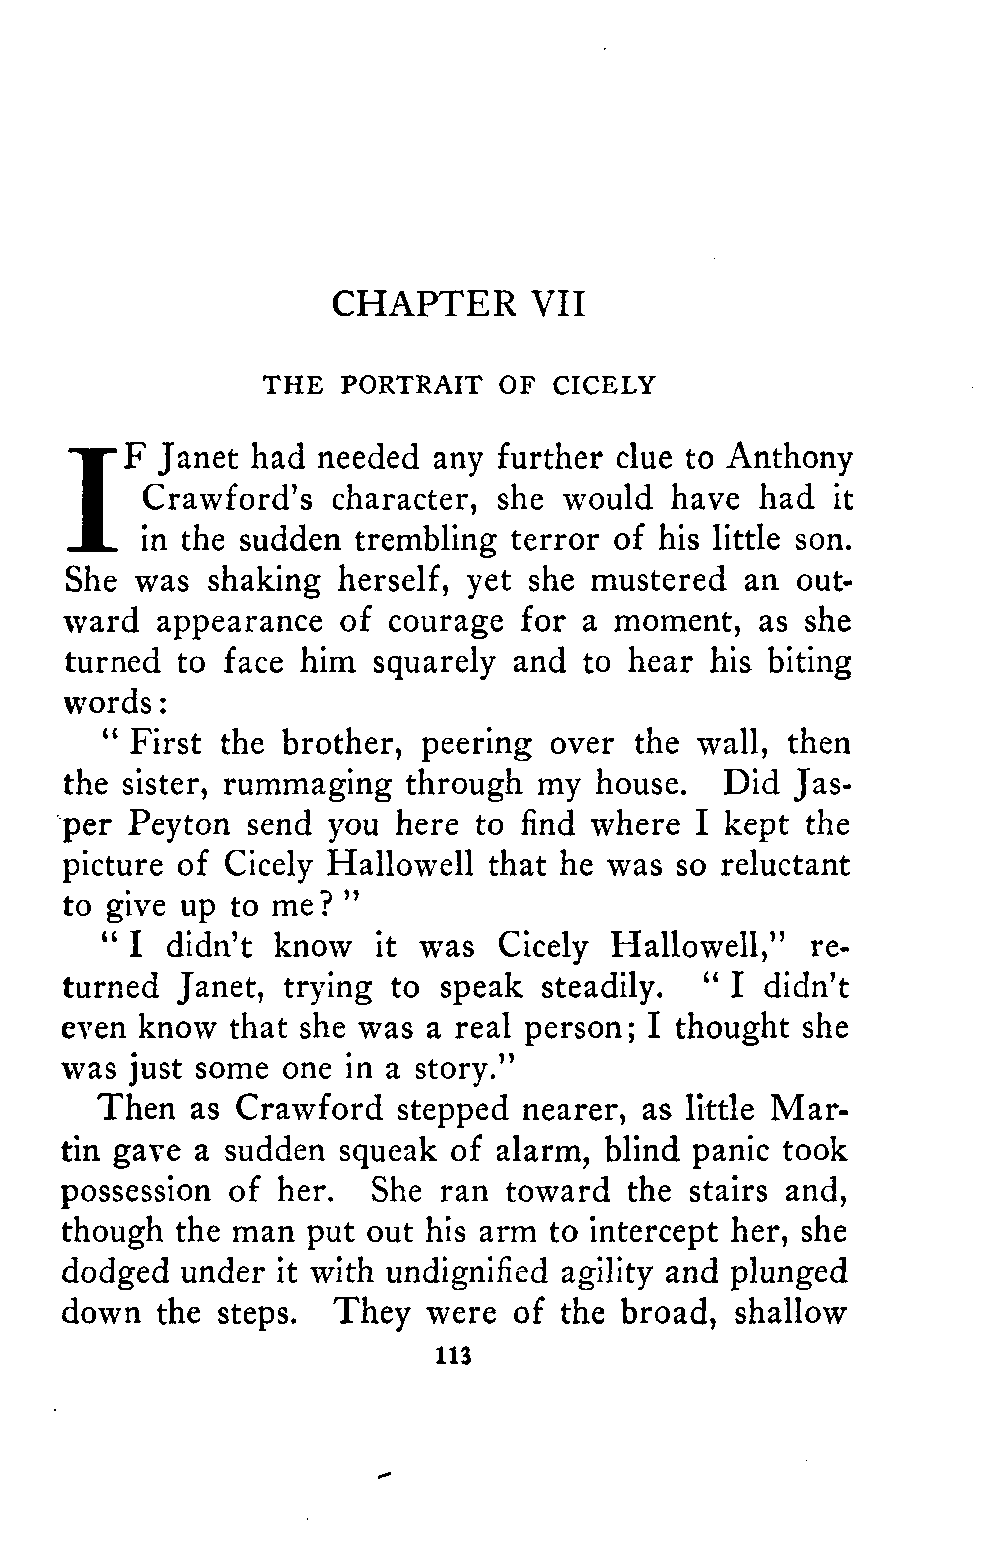 CHAPTER VII
THE PORTRAIT OF CICELY
IF Janet had needed any further clue to Anthony
Crawford's character, she would have had it
in the sudden trembling terror of his little son.
She was shaking herself, yet she mustered an out-
ward appearance of courage for a moment, as she
turned to face him squarely and to hear his biting
words:
" First the brother, peering over the wall, then
the sister, rummaging through my house. Did Jas-
per Peyton send you here to find where I kept the
picture of Cicely Hallowell that he was so reluctant
to give up to me? "
" I didn't know it was Cicely Hallowell," re-
turned Janet, trying to speak steadily. " I didn't
even know that she was a real person; I thought she
was just some one in a story."
Then as Crawford stepped nearer, as little Mar-
tin gave a sudden squeak of alarm, blind panic took
possession of her. She ran toward the stairs and,
though the man put out his arm to intercept her, she
dodged under it with undignified agility and plunged
down the steps. They were of the broad, shallow
113